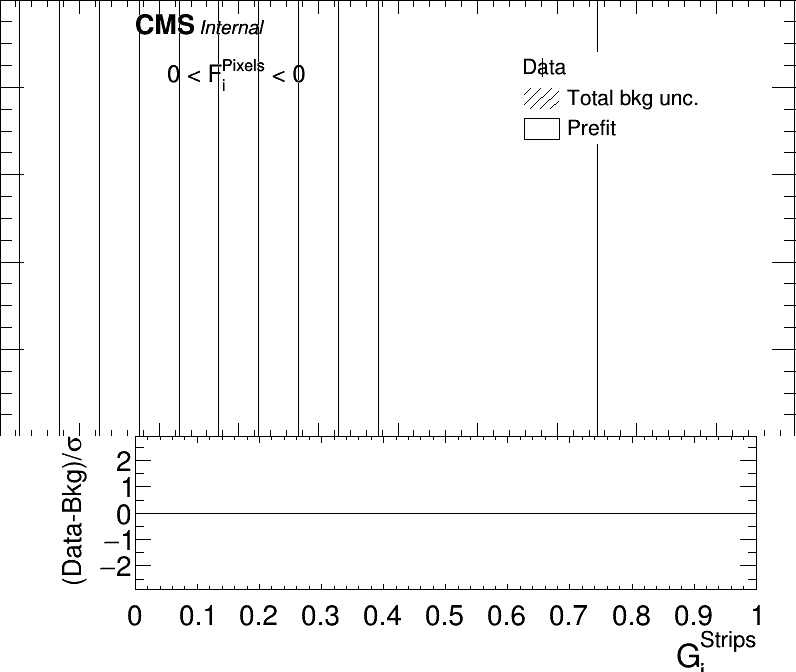 CMS Internal
0 < F_i^Pixels < 0
Data
Total bkg unc.
Prefit
(Data-Bkg)/σ
2
1
0
−1
−2
0 0.1 0.2 0.3 0.4 0.5 0.6 0.7 0.8 0.9 1
G_i^Strips